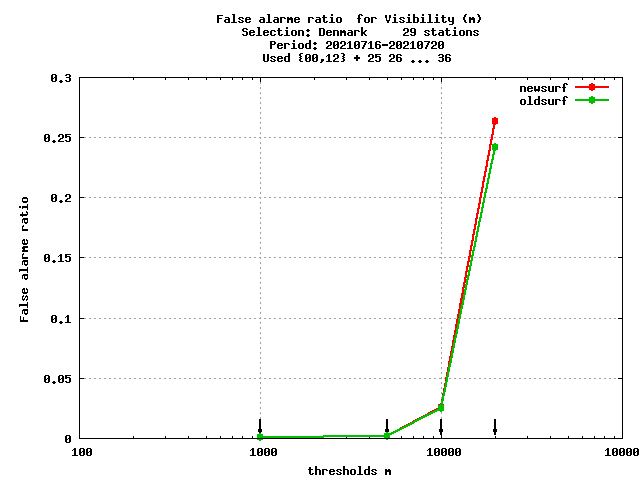 False alarme ratio  for Visibility (m)
Selection: Denmark     29 stations
Period: 20210716-20210720
Used {00,12} + 25 26 ... 36
newsurf
oldsurf
0.3
0.25
0.2
0.15
0.1
0.05
0
False alarme ratio
100
1000
10000
10000
thresholds m